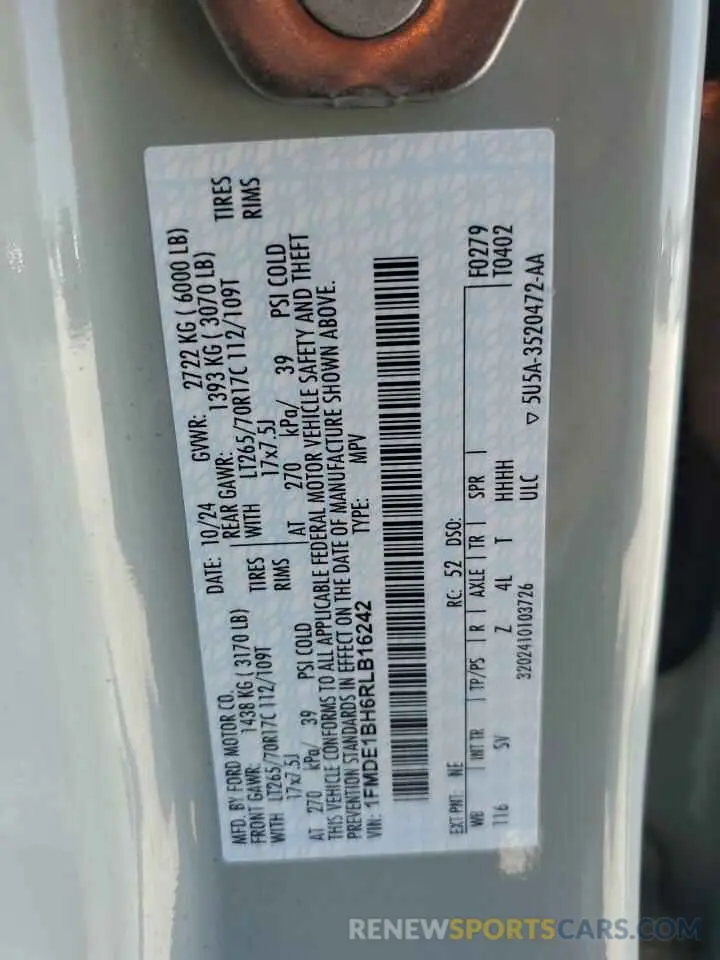 MFD. BY FORD MOTOR CO. DATE: 10/24 GVWR: 2722 KG ( 6000 LB)
FRONT GAWR: 1438 KG ( 3170 LB) REAR GAWR: 1393 KG ( 3070 LB)
WITH LT265/70R17C 112/109T TIRES WITH LT265/70R17C 112/109T TIRES
17x7.5J RIMS 17x7.5J RIMS
AT 270 kPa/ 39 PSI COLD AT 270 kPa/ 39 PSI COLD
THIS VEHICLE CONFORMS TO ALL APPLICABLE FEDERAL MOTOR VEHICLE SAFETY AND THEFT
PREVENTION STANDARDS IN EFFECT ON THE DATE OF MANUFACTURE SHOWN ABOVE.
VIN: 1FMDE1BH6RLB16242 TYPE: MPV
EXT PNT: NE RC: 52 DSO:
WB INT TR TP/PS R AXLE TR SPR F0279
116 5V Z 4L T HHHH T0402
3202410103726 ULC ▽ 5U5A-3520472-AA
RENEWSPORTSCARS.COM